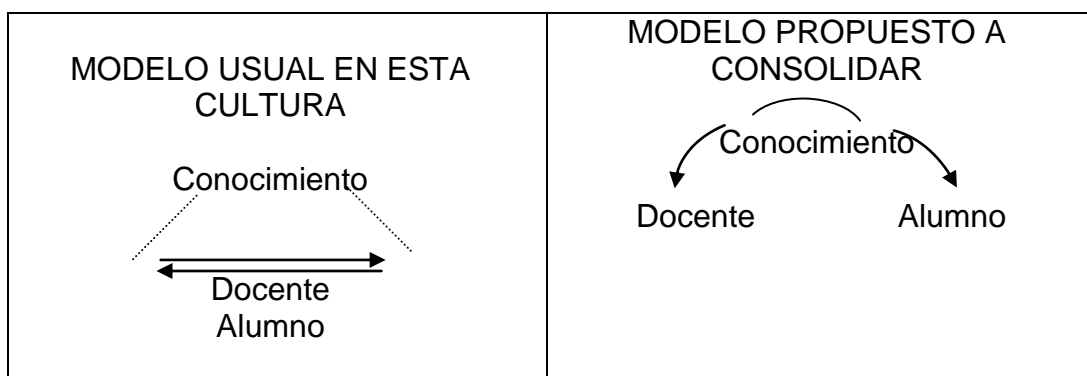 MODELO USUAL EN ESTA
CULTURA
Conocimiento
Docente
Alumno
MODELO PROPUESTO A
CONSOLIDAR
Conocimiento
Docente Alumno